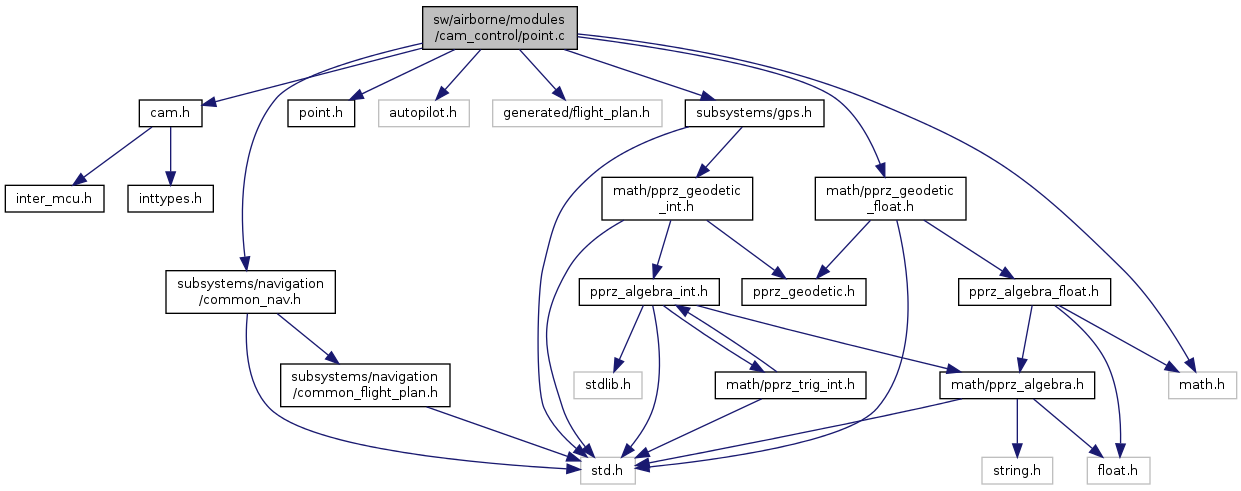 sw/airborne/modules
/cam_control/point.c
cam.h
point.h
autopilot.h
generated/flight_plan.h
subsystems/gps.h
inter_mcu.h
inttypes.h
math/pprz_geodetic
_int.h
math/pprz_geodetic
_float.h
subsystems/navigation
/common_nav.h
pprz_algebra_int.h
pprz_geodetic.h
pprz_algebra_float.h
subsystems/navigation
/common_flight_plan.h
stdlib.h
math/pprz_trig_int.h
math/pprz_algebra.h
math.h
std.h
string.h
float.h